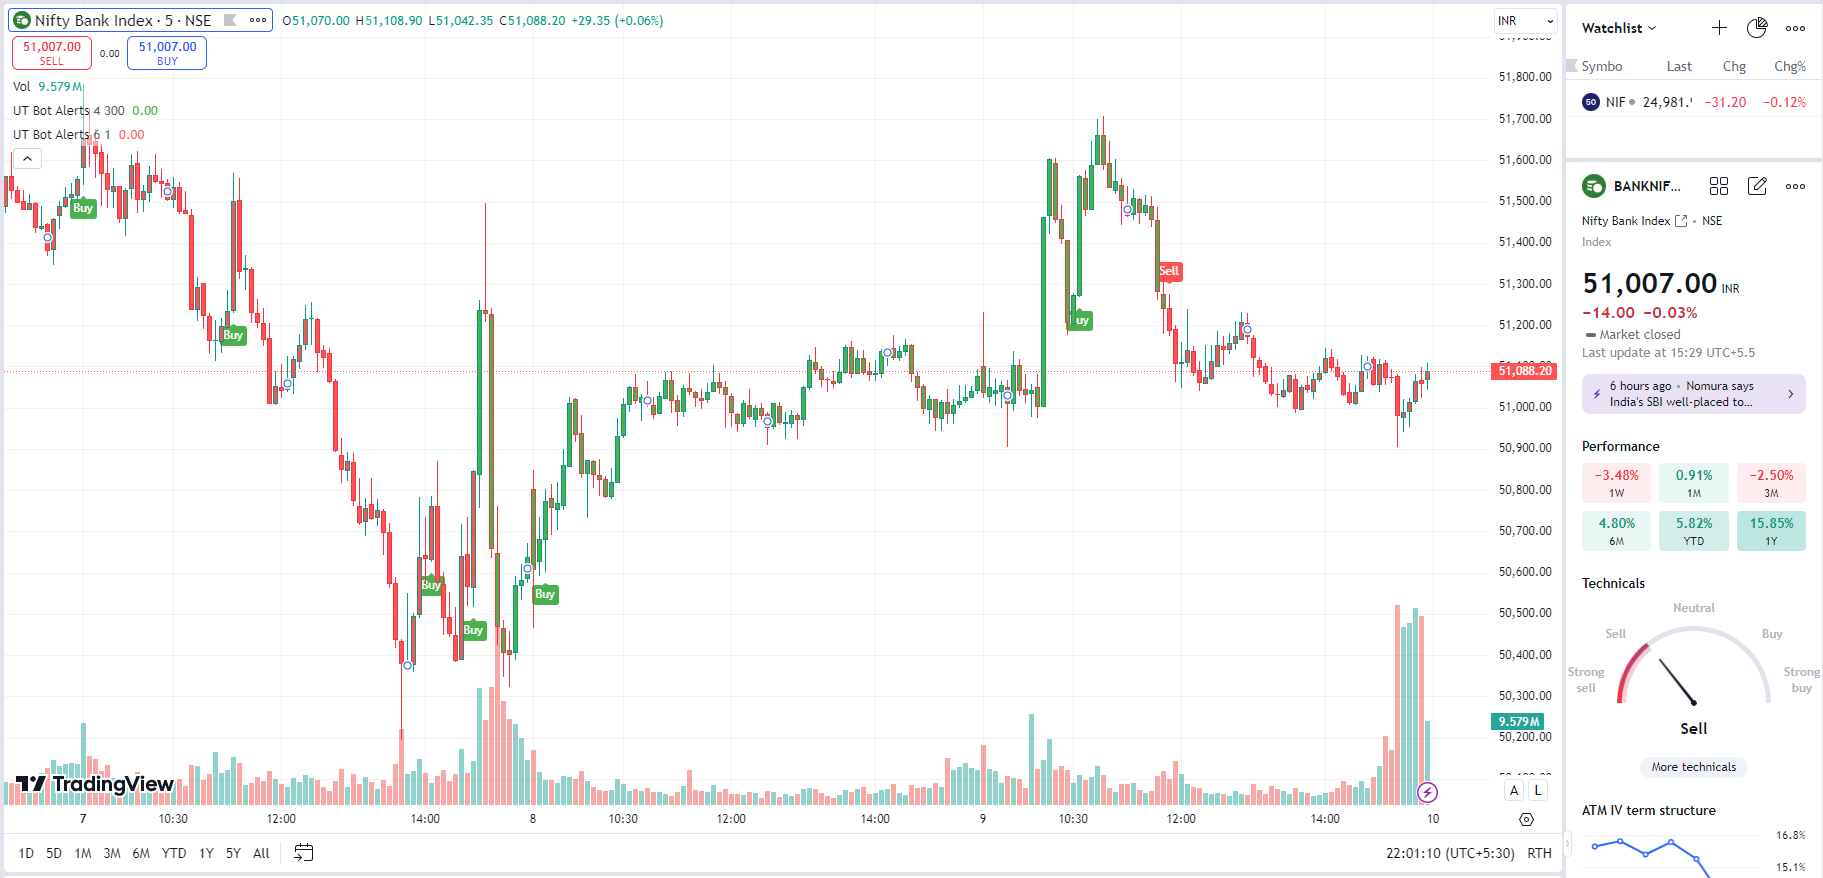 Nifty Bank Index · 5 · NSE
O51,070.00 H51,108.90 L51,042.35 C51,088.20 +29.35 (+0.06%)
51,007.00
SELL
0.00
51,007.00
BUY
Vol 9.579M
UT Bot Alerts 4 300 0.00
UT Bot Alerts 6 1 0.00
Buy
Buy
Buy
Buy
Buy
uy
Sell
TradingView
INR
51,800.00
51,700.00
51,600.00
51,500.00
51,400.00
51,300.00
51,200.00
51,088.20
51,000.00
50,900.00
50,800.00
50,700.00
50,600.00
50,500.00
50,400.00
50,300.00
9.579M
50,200.00
A L
7 10:30 12:00 14:00 8 10:30 12:00 14:00 9 10:30 12:00 14:00 10
1D 5D 1M 3M 6M YTD 1Y 5Y All
22:01:10 (UTC+5:30) RTH
Watchlist
Symbo Last Chg Chg%
50 NIF 24,981. −31.20 −0.12%
BANKNIF...
Nifty Bank Index • NSE
Index
51,007.00 INR
−14.00 −0.03%
Market closed
Last update at 15:29 UTC+5.5
6 hours ago • Nomura says
India's SBI well-placed to...
Performance
−3.48%
1W
0.91%
1M
−2.50%
3M
4.80%
6M
5.82%
YTD
15.85%
1Y
Technicals
Neutral
Sell
Buy
Strong
sell
Strong
buy
Sell
More technicals
ATM IV term structure
16.8%
15.1%